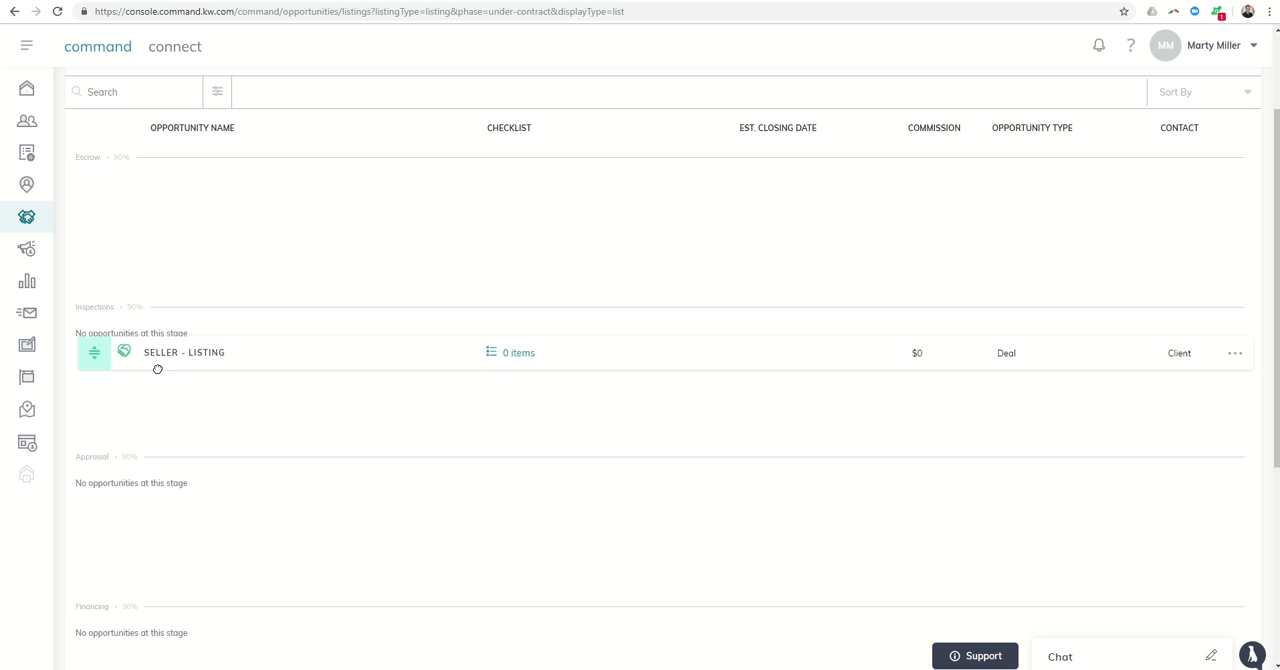 https://console.command.kw.com/command/opportunities/listings?listingType=listing&phase=under-contract&displayType=list
1
command connect
? MM Marty Miller
Search
Sort By
OPPORTUNITY NAME CHECKLIST EST. CLOSING DATE COMMISSION OPPORTUNITY TYPE CONTACT
Escrow • 90%
Inspections • 90%
No opportunities at this stage
SELLER - LISTING 0 items $0 Deal Client
Appraisal • 90%
No opportunities at this stage
Financing • 90%
No opportunities at this stage
Support
Chat